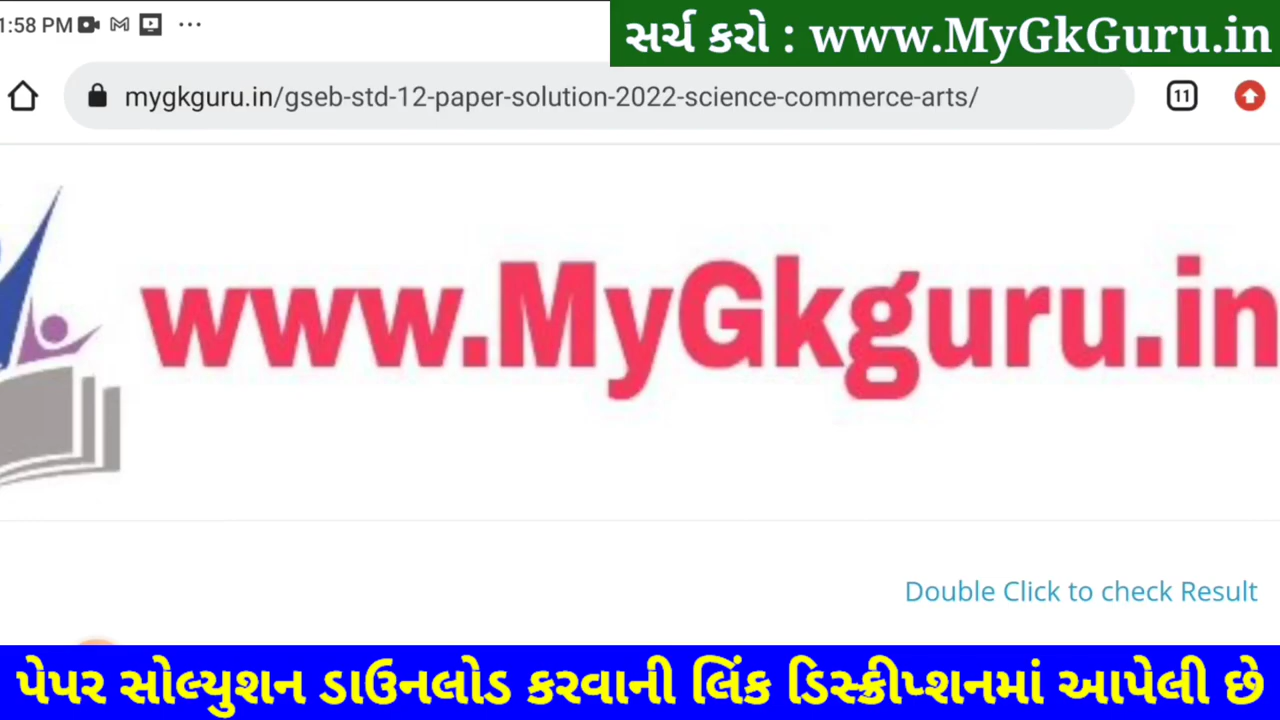 1:58 PM
સર્ચ કરો : www.MyGkGuru.in
mygkguru.in/gseb-std-12-paper-solution-2022-science-commerce-arts/
11
www.MyGkguru.in
Double Click to check Result
પેપર સોલ્યુશન ડાઉનલોડ કરવાની લિંક ડિસ્ક્રીપ્શનમાં આપેલી છે